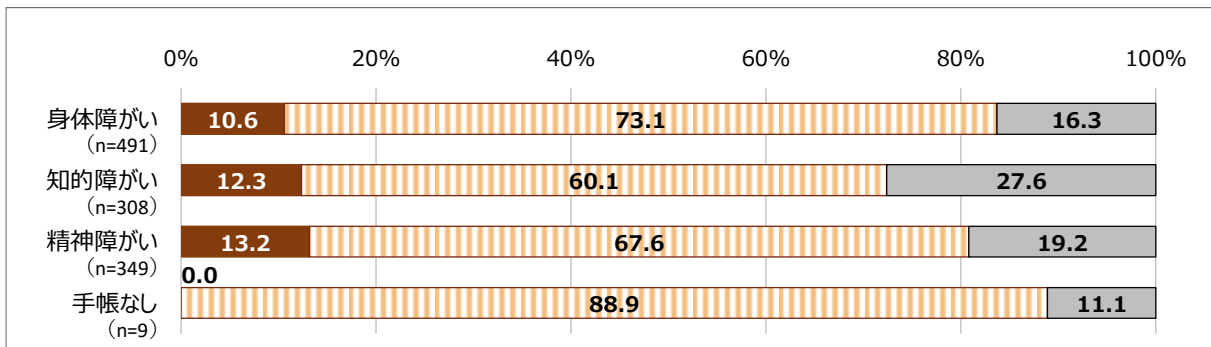 0% 20% 40% 60% 80% 100%
身体障がい 10.6 73.1 16.3
（n=491）
知的障がい 12.3 60.1 27.6
（n=308）
精神障がい 13.2 67.6 19.2
（n=349）
0.0
手帳なし 88.9 11.1
（n=9）